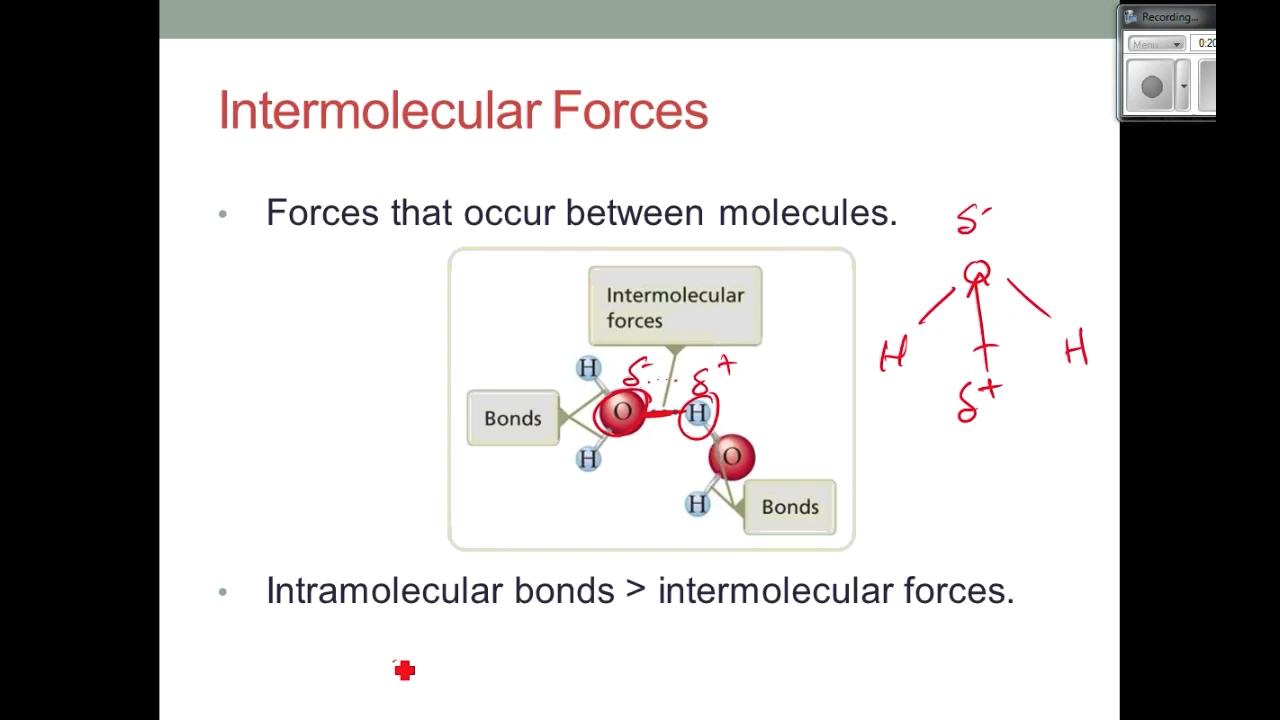 Recording...
Menu
0:20
Intermolecular Forces
• Forces that occur between molecules.
δ-
O
H
H
δ+
Intermolecular
forces
H
δ- .... δ+
Bonds
O
H
H
O
H
Bonds
• Intramolecular bonds > intermolecular forces.